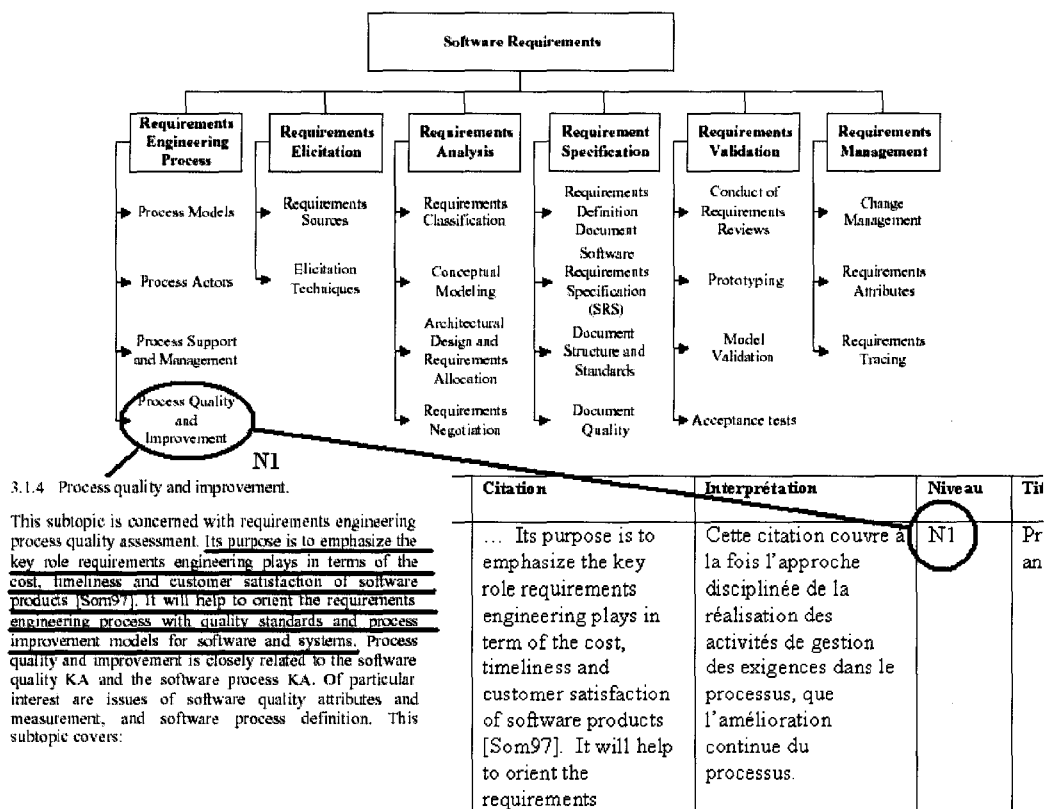 Software Requirements
Requirements
Engineering
Process
Process Models
Process Actors
Process Support
and Management
Process Quality
and
Improvement
Requirements
Elicitation
Requirements
Sources
Elicitation
Techniques
Requirements
Analysis
Requirements
Classification
Conceptual
Modeling
Architectural
Design and
Requirements
Allocation
Requirements
Negotiation
Requirement
Specification
Requirements
Definition
Document
Software
Requirements
Specification
(SRS)
Document
Structure and
Standards
Document
Quality
Requirements
Validation
Conduct of
Requirements
Reviews
Prototyping
Model
Validation
Acceptance tests
Requirements
Management
Change
Management
Requirements
Attributes
Requirements
Tracing
N1
3.1.4 Process quality and improvement.
This subtopic is concerned with requirements engineering
process quality assessment. Its purpose is to emphasize the
key role requirements engineering plays in terms of the
cost, timeliness and customer satisfaction of software
products [Som97]. It will help to orient the requirements
engineering process with quality standards and process
improvement models for software and systems. Process
quality and improvement is closely related to the software
quality KA and the software process KA. Of particular
interest are issues of software quality attributes and
measurement, and software process definition. This
subtopic covers:
Citation
… Its purpose is to
emphasize the key
role requirements
engineering plays in
term of the cost,
timeliness and
customer satisfaction
of software products
[Som97]. It will help
to orient the
requirements
Interprétation
Cette citation couvre à
la fois l'approche
disciplinée de la
réalisation des
activités de gestion
des exigences dans le
processus, que
l'amélioration
continue du
processus.
Niveau
N1
Tit
Pr
an